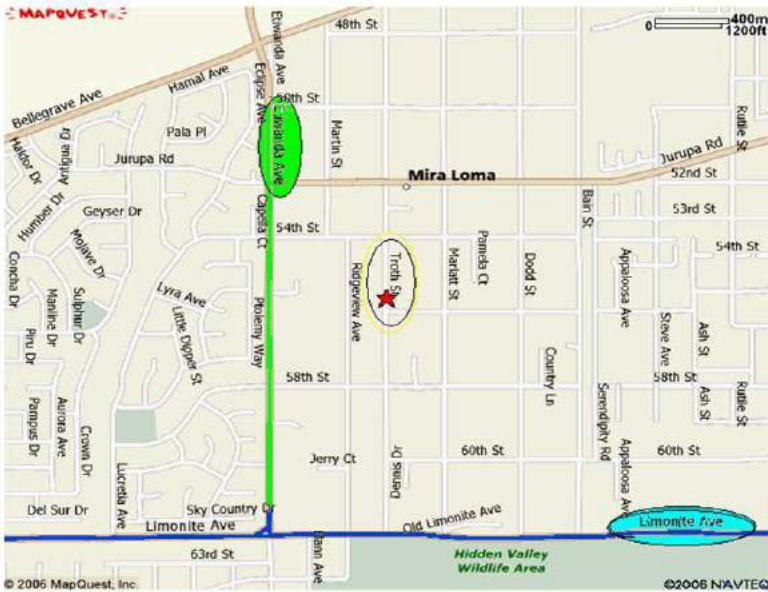 MAPQUEST
400m
0 1200ft
48th St
Etiwanda Ave
Eclipse Ave
Hamal Ave
50th St
Bellegrave Ave
Pala Pl
Etiwanda Ave
Martin St
Rutile St
Haldor Dr
Antigua Dr
Jurupa Rd
Mira Loma
Jurupa Rd
52nd St
Humber Dr
Geyser Dr
Capella Ct
54th St
Bain St
53rd St
54th St
Concha Dr
Mojave Dr
Manline Dr
Sulphur Dr
Lyra Ave
Ptolemy Way
Ridgeview Ave
Troth St
Marlatt St
Pamela Ct
Dodd St
Appaloosa Ave
Steve Ave
Ash St
Piru Dr
Little Dipper St
58th St
Country Ln
58th St
Ash St
Rutile St
Pampus Dr
Aurora Ave
Crown Dr
Lucretia Ave
Jerry Ct
Dennis Dr
60th St
Serendipity Rd
Appaloosa Ave
60th St
Del Sur Dr
Sky Country Dr
Limonite Ave
Old Limonite Ave
Limonite Ave
63rd St
Hidden Valley
Wildlife Area
© 2006 MapQuest, Inc.
©2006 NAVTEQ